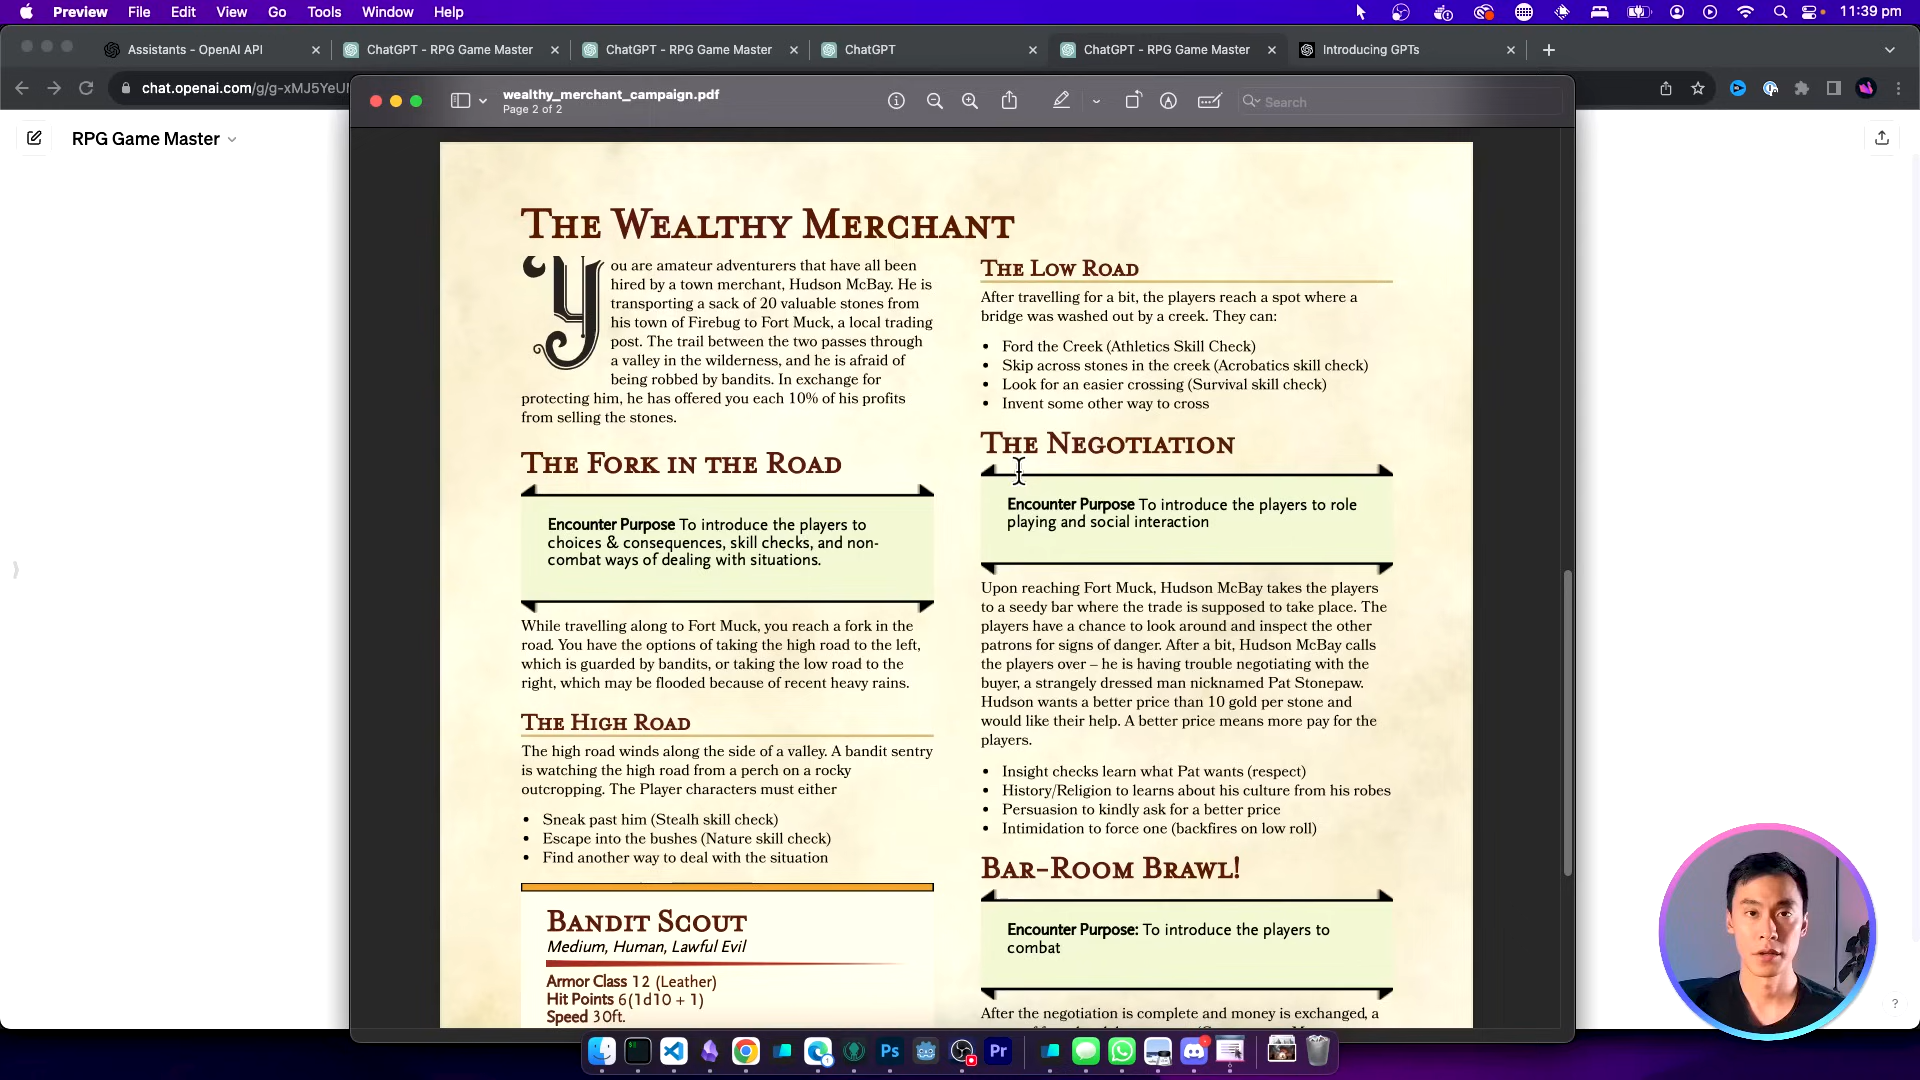 Preview File Edit View Go Tools Window Help
11:39 pm
Assistants - OpenAI API
ChatGPT - RPG Game Master
ChatGPT - RPG Game Master
ChatGPT
ChatGPT - RPG Game Master
Introducing GPTs
chat.openai.com/g/g-xMJ5YeU
wealthy_merchant_campaign.pdf
Page 2 of 2
Search
RPG Game Master
The Wealthy Merchant
You are amateur adventurers that have all been
hired by a town merchant, Hudson McBay. He is
transporting a sack of 20 valuable stones from
his town of Firebug to Fort Muck, a local trading
post. The trail between the two passes through
a valley in the wilderness, and he is afraid of
being robbed by bandits. In exchange for
protecting him, he has offered you each 10% of his profits
from selling the stones.
The Fork in the Road
Encounter Purpose To introduce the players to
choices & consequences, skill checks, and non-
combat ways of dealing with situations.
While travelling along to Fort Muck, you reach a fork in the
road. You have the options of taking the high road to the left,
which is guarded by bandits, or taking the low road to the
right, which may be flooded because of recent heavy rains.
The High Road
The high road winds along the side of a valley. A bandit sentry
is watching the high road from a perch on a rocky
outcropping. The Player characters must either
• Sneak past him (Stealh skill check)
• Escape into the bushes (Nature skill check)
• Find another way to deal with the situation
Bandit Scout
Medium, Human, Lawful Evil
Armor Class 12 (Leather)
Hit Points 6(1d10 + 1)
Speed 30ft.
The Low Road
After travelling for a bit, the players reach a spot where a
bridge was washed out by a creek. They can:
• Ford the Creek (Athletics Skill Check)
• Skip across stones in the creek (Acrobatics skill check)
• Look for an easier crossing (Survival skill check)
• Invent some other way to cross
The Negotiation
Encounter Purpose To introduce the players to role
playing and social interaction
Upon reaching Fort Muck, Hudson McBay takes the players
to a seedy bar where the trade is supposed to take place. The
players have a chance to look around and inspect the other
patrons for signs of danger. After a bit, Hudson McBay calls
the players over – he is having trouble negotiating with the
buyer, a strangely dressed man nicknamed Pat Stonepaw.
Hudson wants a better price than 10 gold per stone and
would like their help. A better price means more pay for the
players.
• Insight checks learn what Pat wants (respect)
• History/Religion to learns about his culture from his robes
• Persuasion to kindly ask for a better price
• Intimidation to force one (backfires on low roll)
Bar-Room Brawl!
Encounter Purpose: To introduce the players to
combat
After the negotiation is complete and money is exchanged, a
?
Ps
Pr